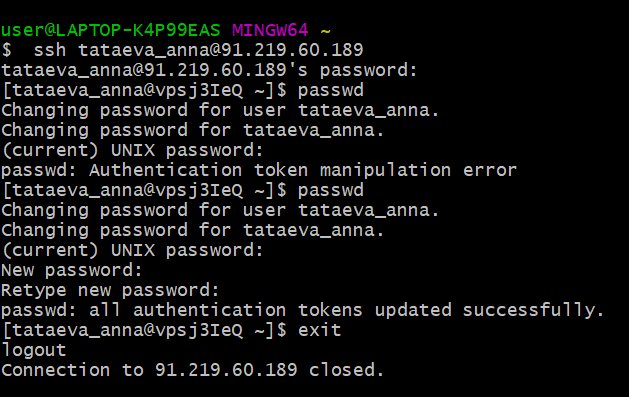 user@LAPTOP-K4P99EAS MINGW64 ~
$  ssh tataeva_anna@91.219.60.189
tataeva_anna@91.219.60.189's password:
[tataeva_anna@vpsj3IeQ ~]$ passwd
Changing password for user tataeva_anna.
Changing password for tataeva_anna.
(current) UNIX password:
passwd: Authentication token manipulation error
[tataeva_anna@vpsj3IeQ ~]$ passwd
Changing password for user tataeva_anna.
Changing password for tataeva_anna.
(current) UNIX password:
New password:
Retype new password:
passwd: all authentication tokens updated successfully.
[tataeva_anna@vpsj3IeQ ~]$ exit
logout
Connection to 91.219.60.189 closed.